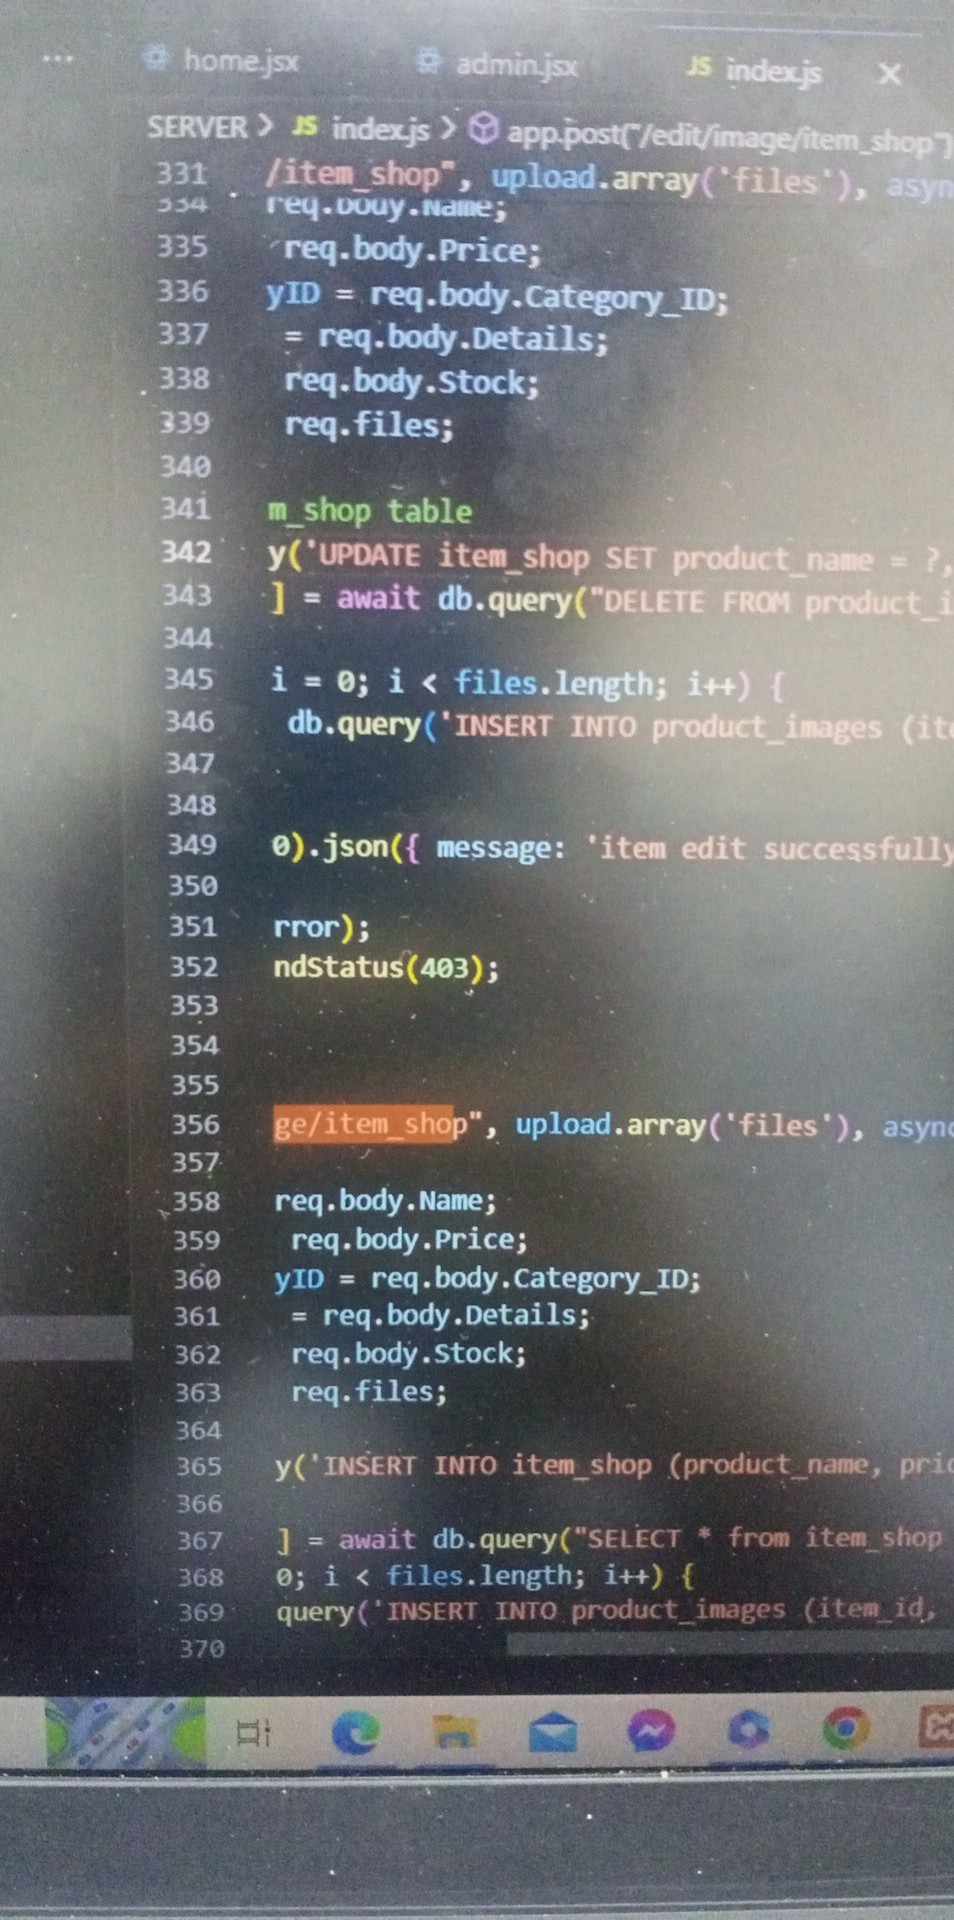 ... home.jsx admin.jsx JS index.js ×
SERVER > JS index.js > app.post("/edit/image/item_shop")
331 /item_shop", upload.array('files'), async
334 req.body.Name;
335 req.body.Price;
336 yID = req.body.Category_ID;
337 = req.body.Details;
338 req.body.Stock;
339 req.files;
340
341 m_shop table
342 y('UPDATE item_shop SET product_name = ?,
343 ] = await db.query("DELETE FROM product_i
344
345 i = 0; i < files.length; i++) {
346 db.query('INSERT INTO product_images (ite
347
348
349 0).json({ message: 'item edit successfully
350
351 rror);
352 ndStatus(403);
353
354
355
356 ge/item_shop", upload.array('files'), async
357
358 req.body.Name;
359 req.body.Price;
360 yID = req.body.Category_ID;
361 = req.body.Details;
362 req.body.Stock;
363 req.files;
364
365 y('INSERT INTO item_shop (product_name, pric
366
367 ] = await db.query("SELECT * from item_shop
368 0; i < files.length; i++) {
369 query('INSERT INTO product_images (item_id,
370